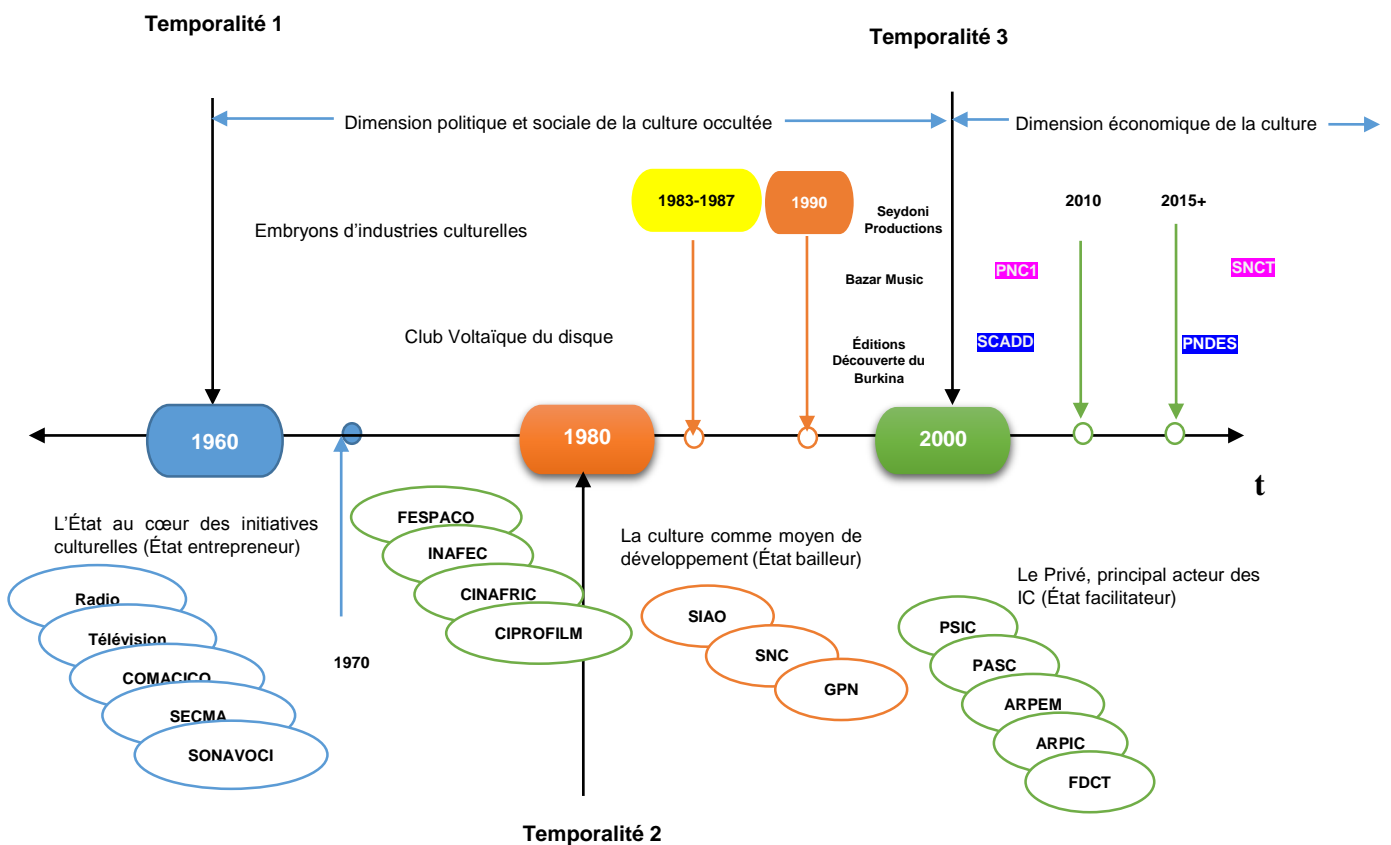 Temporalité 1
Temporalité 3
Dimension politique et sociale de la culture occultée
Dimension économique de la culture
1983-1987
1990
Seydoni
Productions
2010
2015+
Embryons d’industries culturelles
PNC1
SNCT
Bazar Music
Club Voltaïque du disque
Éditions
Découverte du
Burkina
SCADD
PNDES
1960
1980
2000
t
L’État au cœur des initiatives
culturelles (État entrepreneur)
FESPACO
INAFEC
CINAFRIC
CIPROFILM
La culture comme moyen de
développement (État bailleur)
Le Privé, principal acteur des
IC (État facilitateur)
Radio
Télévision
COMACICO
SECMA
SONAVOCI
1970
SIAO
SNC
GPN
PSIC
PASC
ARPEM
ARPIC
FDCT
Temporalité 2